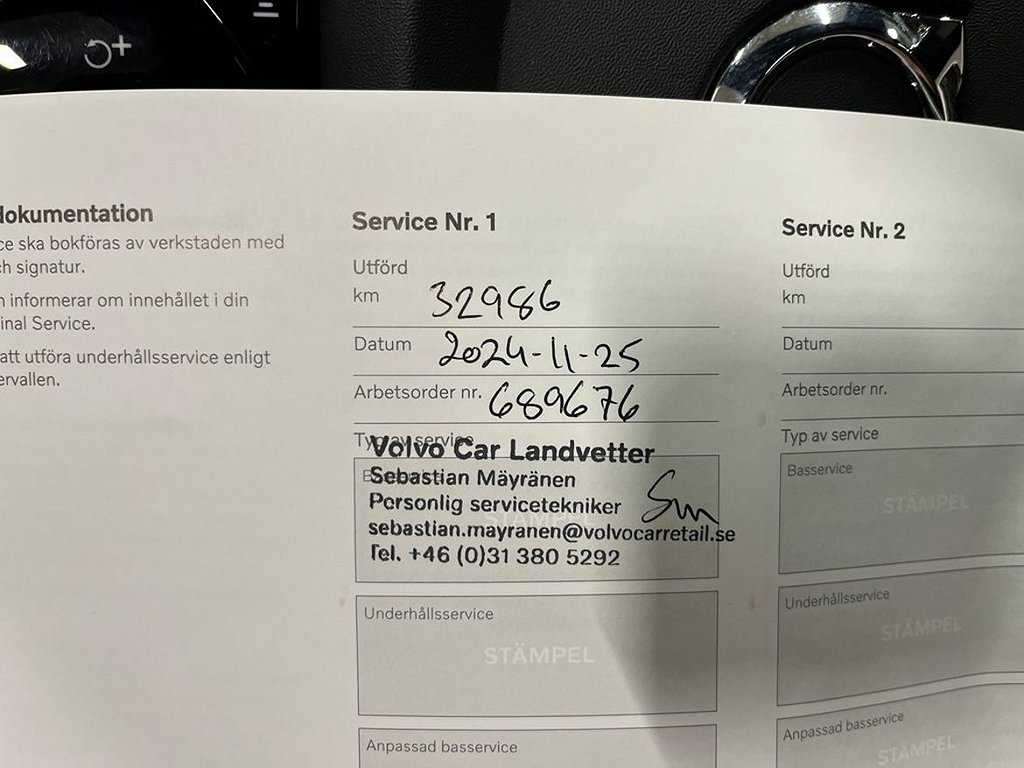 dokumentation
ce ska bokföras av verkstaden med
ch signatur.
n informerar om innehållet i din
inal Service.
att utföra underhållsservice enligt
ervallen.
Service Nr. 1
Utförd
km 32986
Datum 2024-11-25
Arbetsorder nr. 689676
Typ av service
Volvo Car Landvetter
Sebastian Mäyränen
Personlig servicetekniker
sebastian.mayranen@volvocarretail.se
Tel. +46 (0)31 380 5292
Underhållsservice
STÄMPEL
Anpassad basservice
Service Nr. 2
Utförd
km
Datum
Arbetsorder nr.
Typ av service
Basservice
STÄMPEL
Underhållsservice
STÄMPEL
Anpassad basservice
STÄMPEL